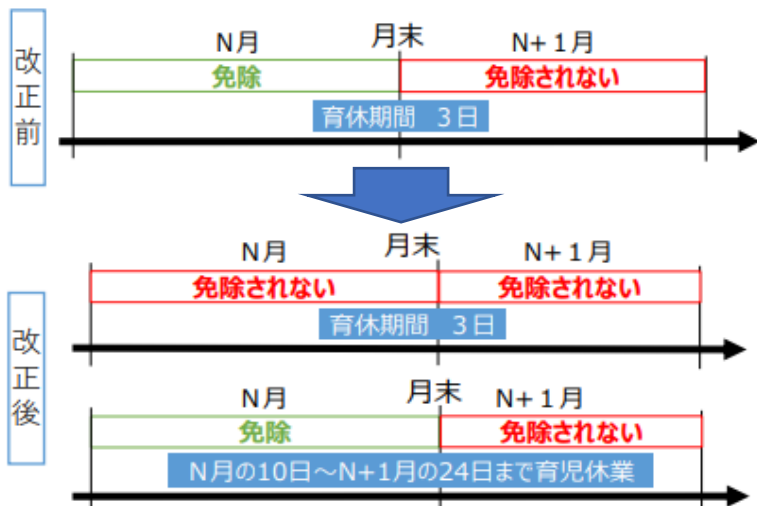 改正前
N月 月末 N+１月
免除 免除されない
育休期間　３日
改正後
N月 月末 N+１月
免除されない 免除されない
育休期間　３日
N月 月末 N+１月
免除 免除されない
N月の10日～N+1月の24日まで育児休業